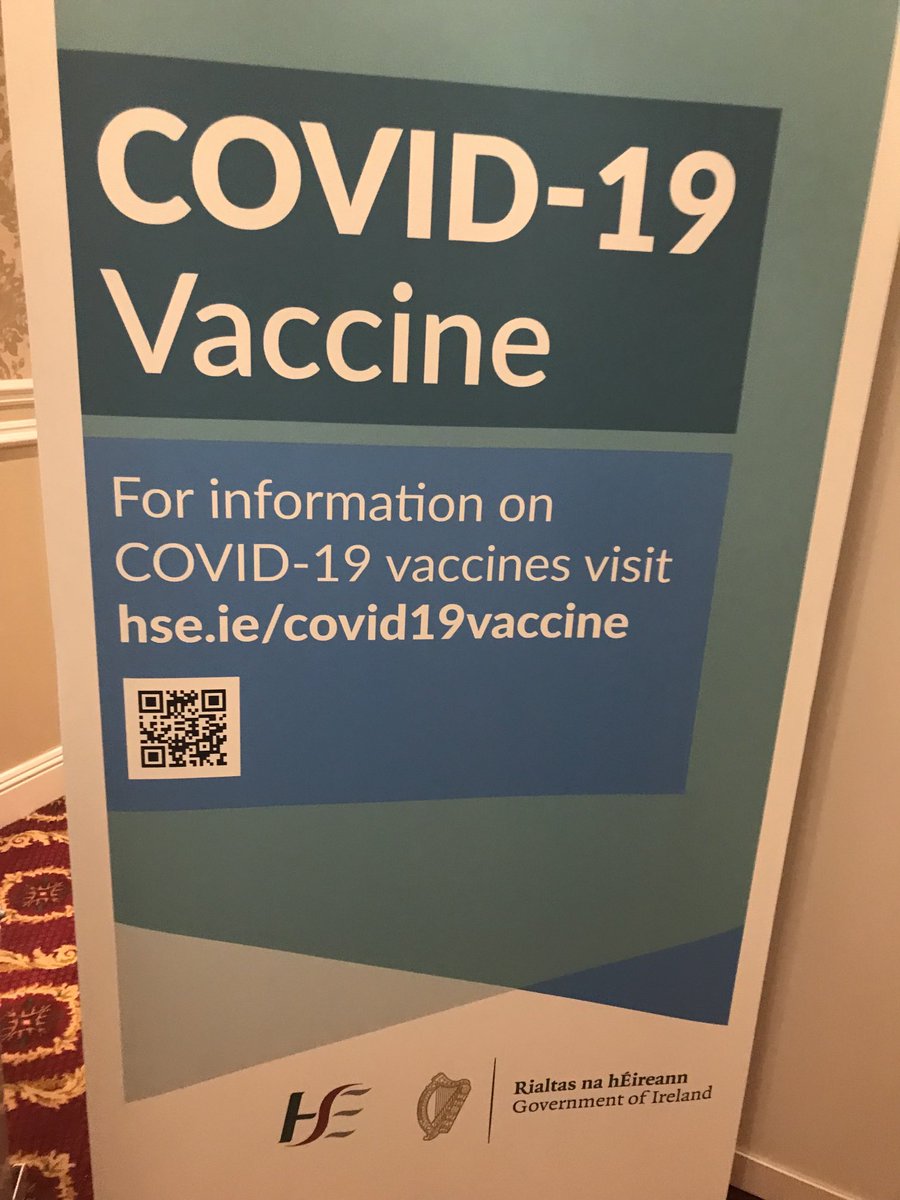 COVID-19
Vaccine
For information on
COVID-19 vaccines visit
hse.ie/covid19vaccine
HSE
Rialtas na hÉireann
Government of Ireland